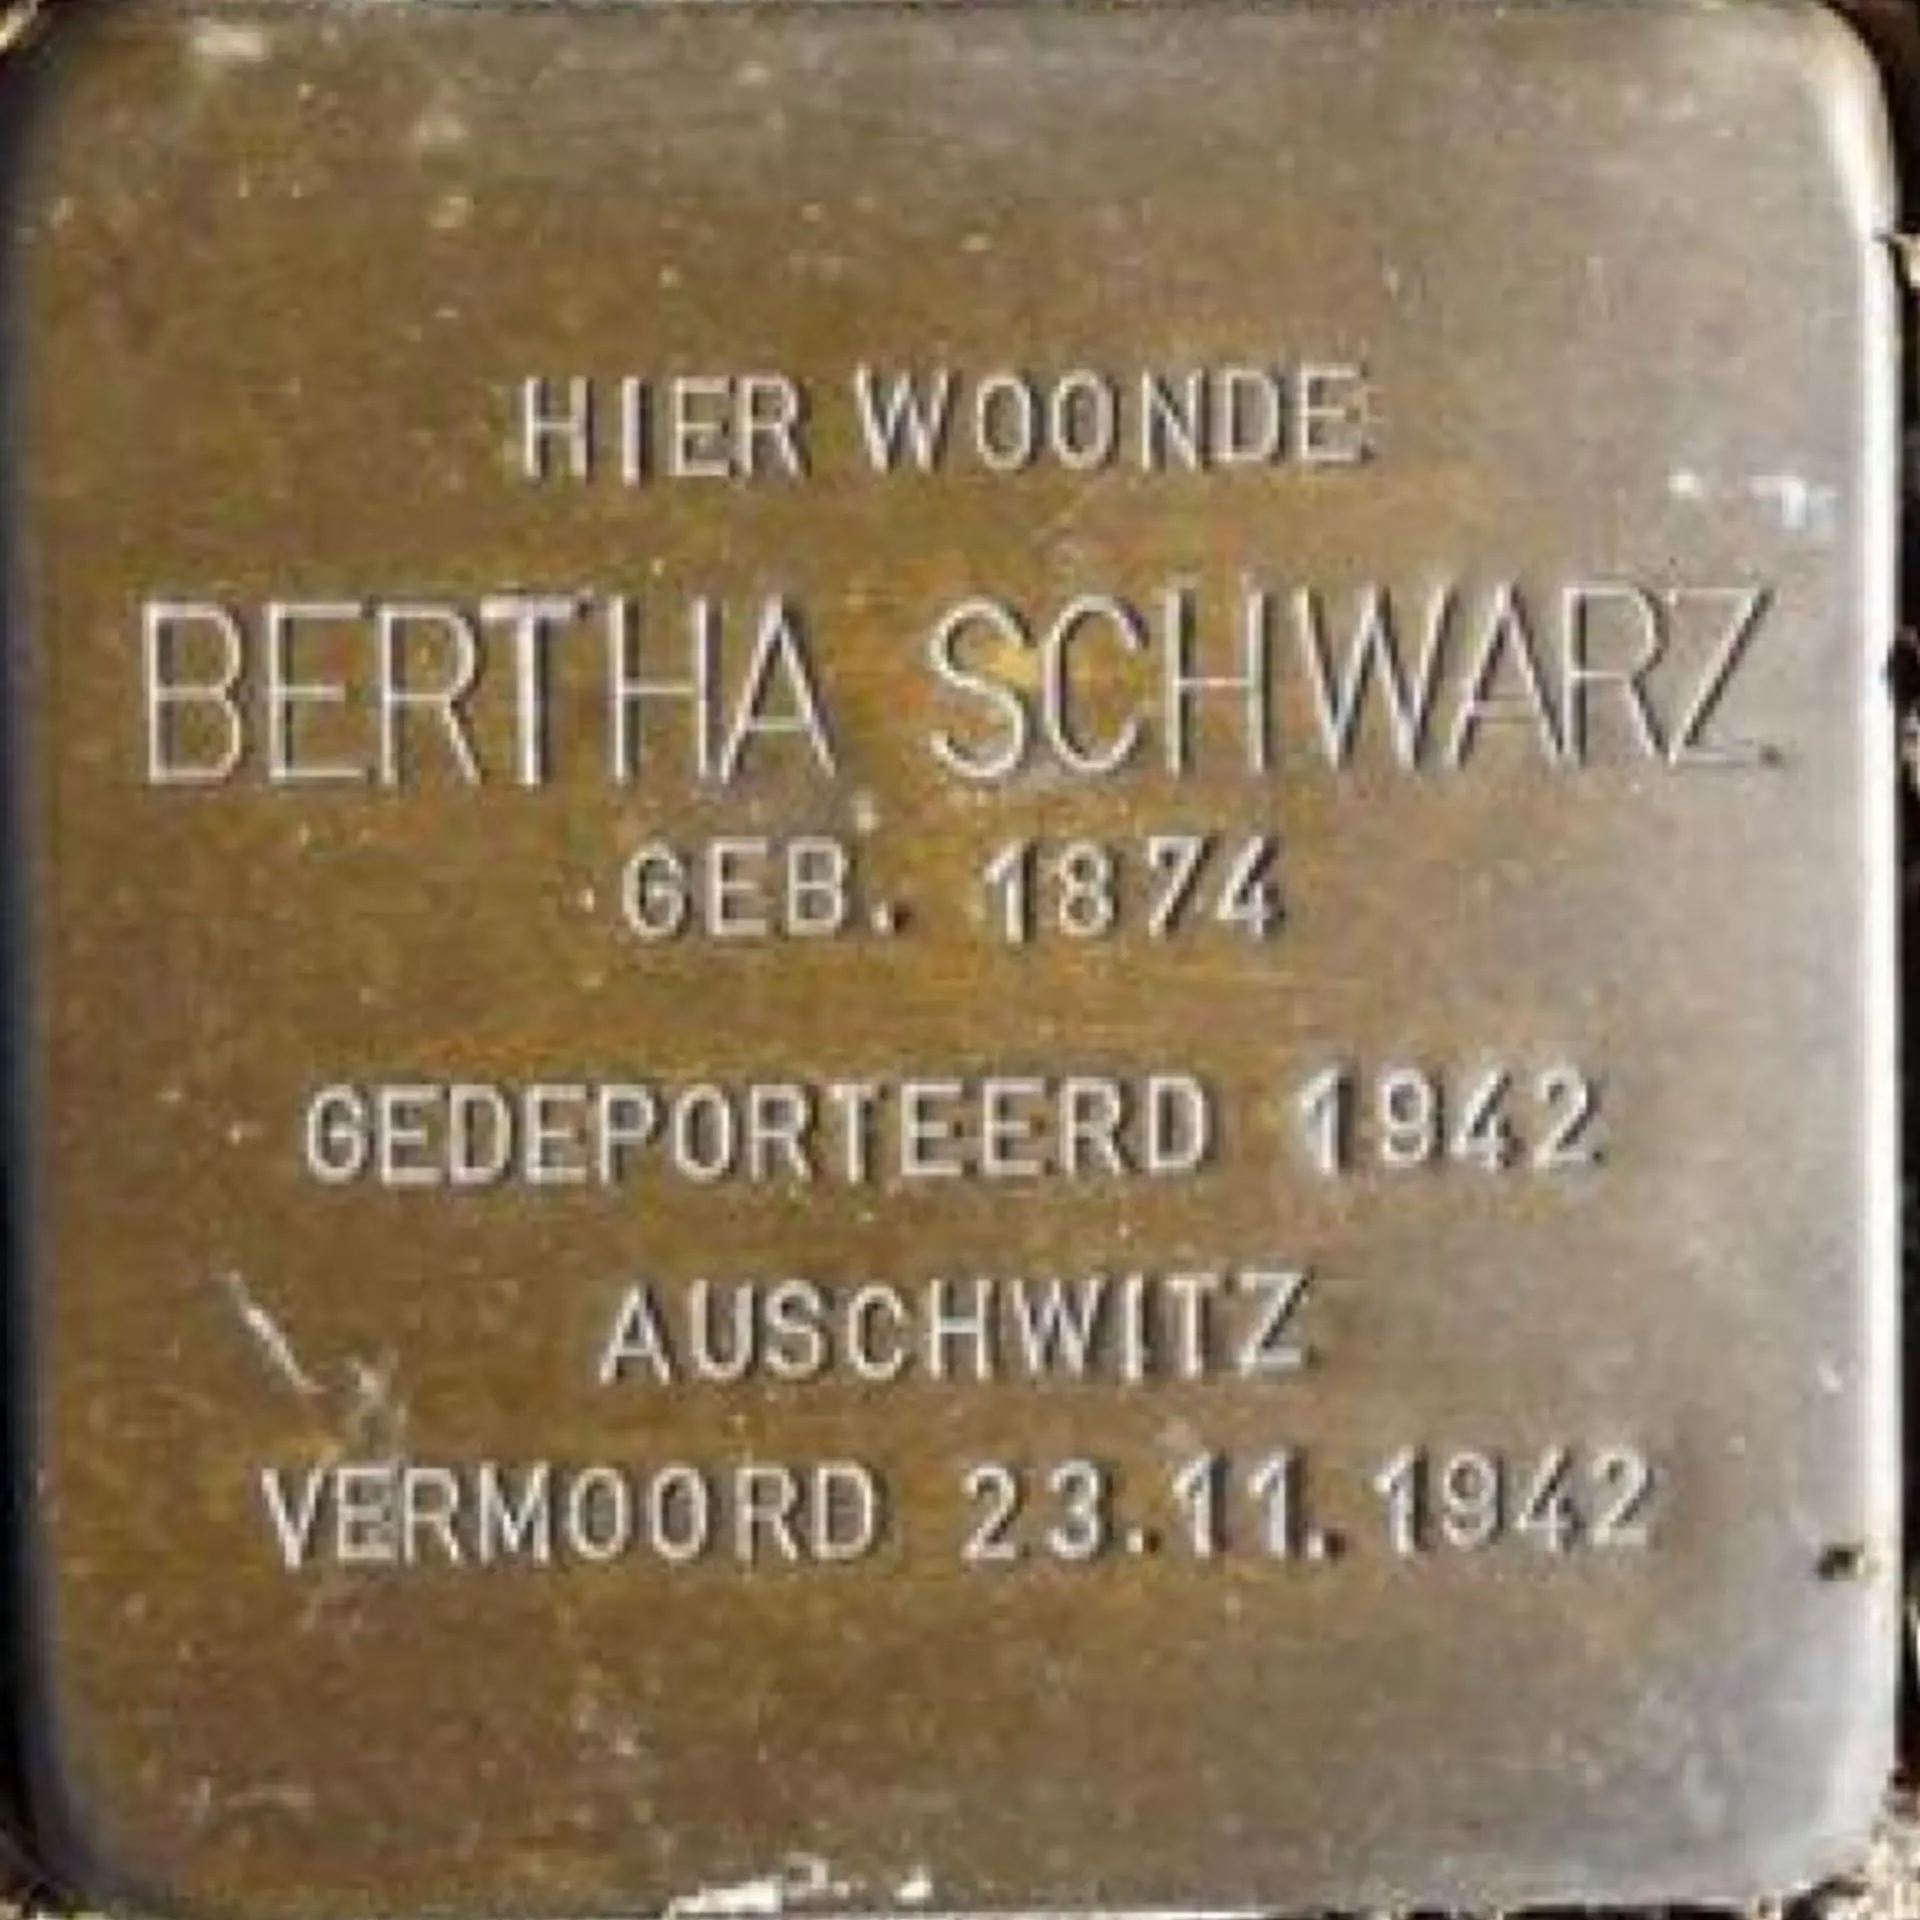 HIER WOONDE
BERTHA SCHWARZ
GEB. 1874
GEDEPORTEERD 1942
AUSCHWITZ
VERMOORD 23.11.1942